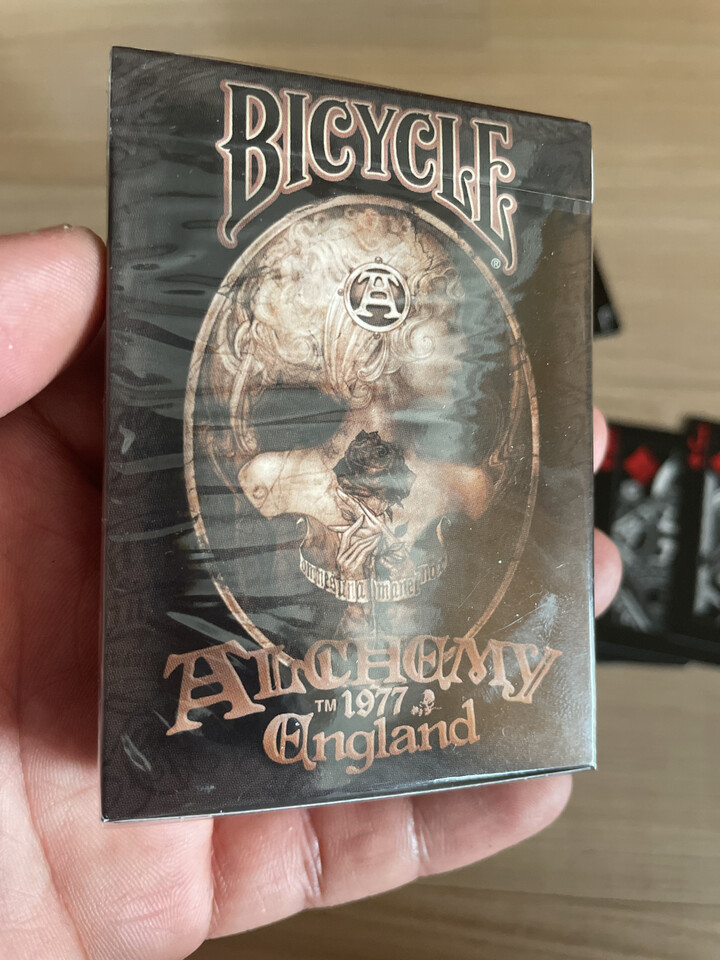 BICYCLE
®
A
ALCHEMY
TM 1977
England